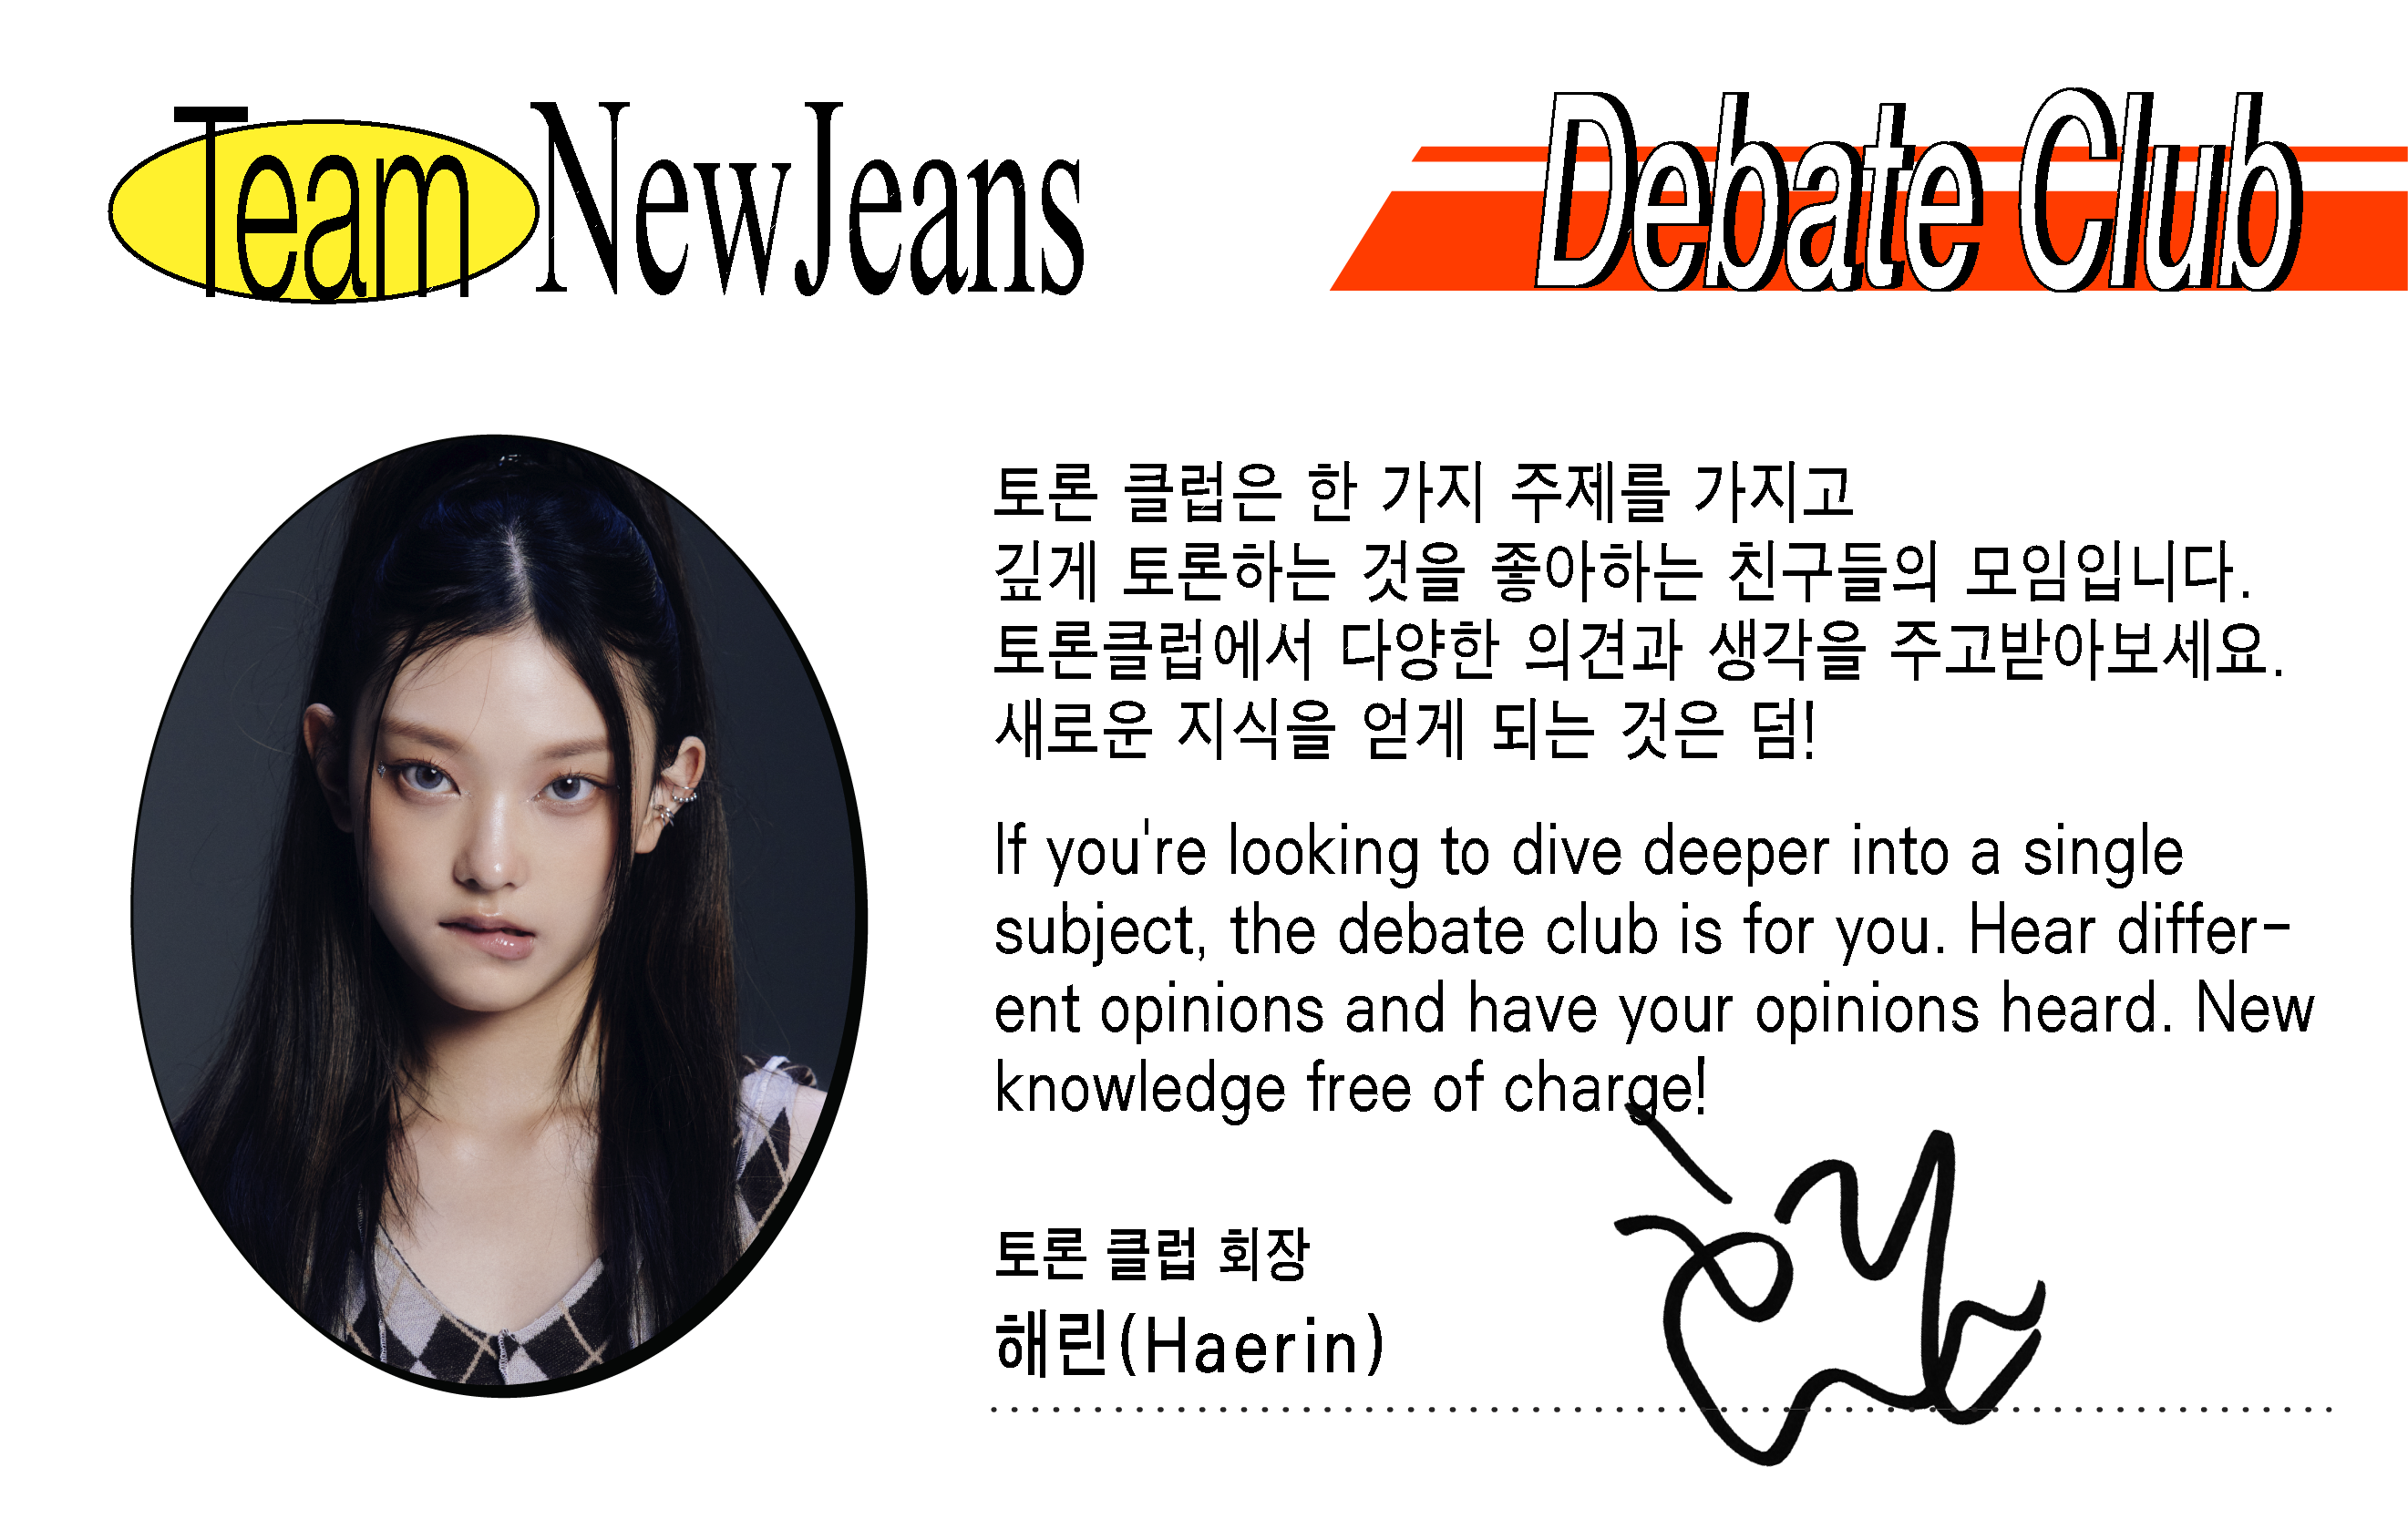 Team NewJeans
Debate Club
토론 클럽은 한 가지 주제를 가지고
깊게 토론하는 것을 좋아하는 친구들의 모임입니다.
토론클럽에서 다양한 의견과 생각을 주고받아보세요.
새로운 지식을 얻게 되는 것은 덤!
If you're looking to dive deeper into a single
subject, the debate club is for you. Hear differ-
ent opinions and have your opinions heard. New
knowledge free of charge!
토론 클럽 회장
해린(Haerin)